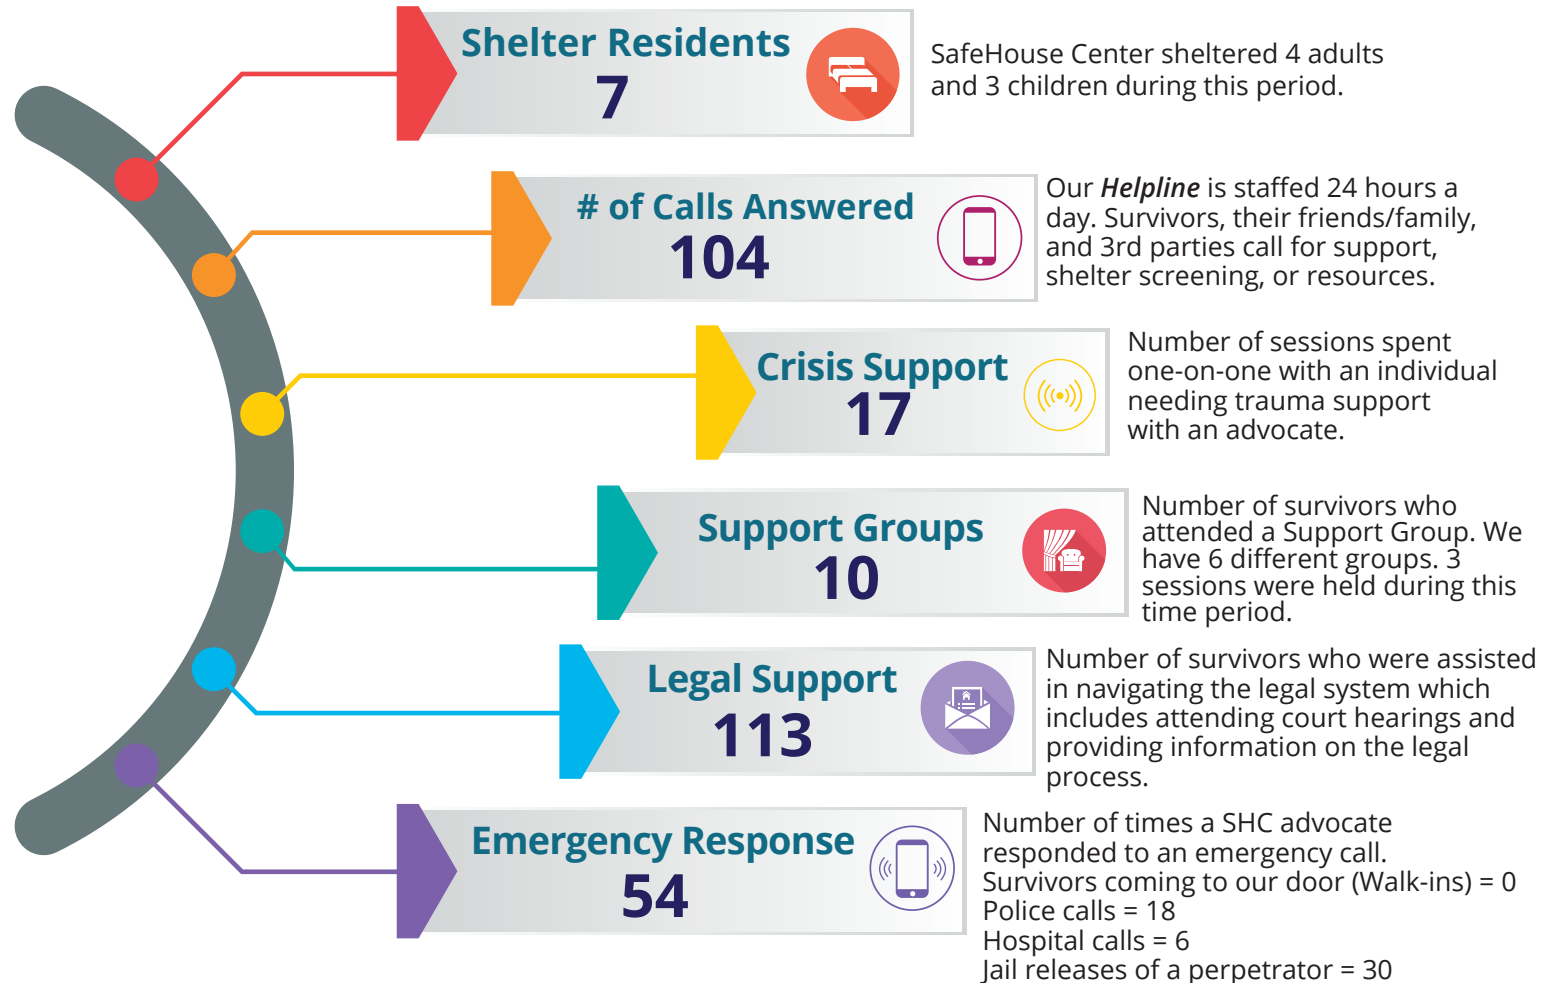 Shelter Residents
7
SafeHouse Center sheltered 4 adults
and 3 children during this period.
# of Calls Answered
104
Our Helpline is staffed 24 hours a
day. Survivors, their friends/family,
and 3rd parties call for support,
shelter screening, or resources.
Crisis Support
17
Number of sessions spent
one-on-one with an individual
needing trauma support
with an advocate.
Support Groups
10
Number of survivors who
attended a Support Group. We
have 6 different groups. 3
sessions were held during this
time period.
Legal Support
113
Number of survivors who were assisted
in navigating the legal system which
includes attending court hearings and
providing information on the legal
process.
Emergency Response
54
Number of times a SHC advocate
responded to an emergency call.
Survivors coming to our door (Walk-ins) = 0
Police calls = 18
Hospital calls = 6
Jail releases of a perpetrator = 30